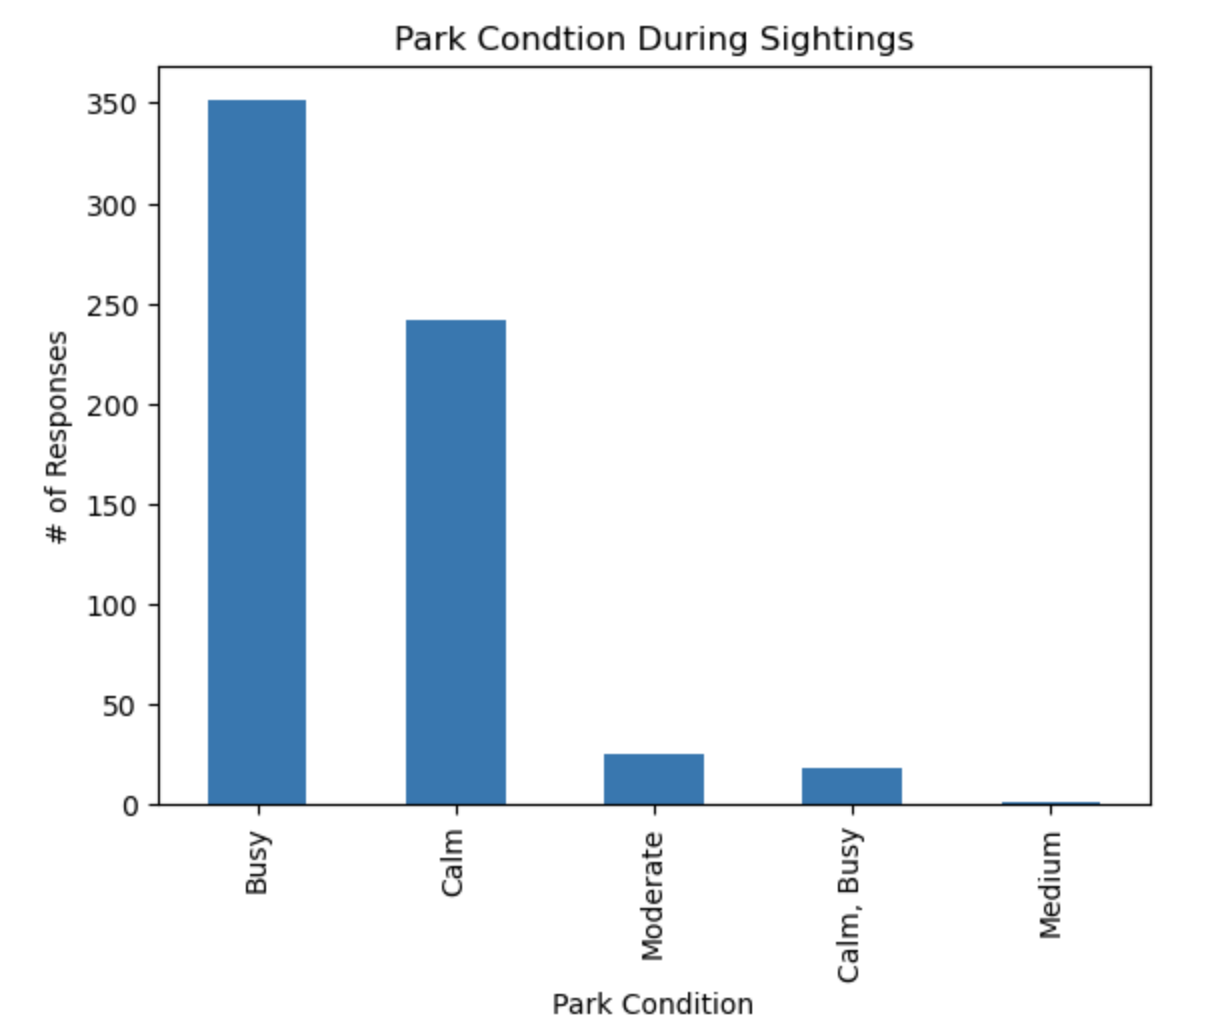 Park Condtion During Sightings
# of Responses
350
300
250
200
150
100
50
0
Busy
Calm
Moderate
Calm, Busy
Medium
Park Condition